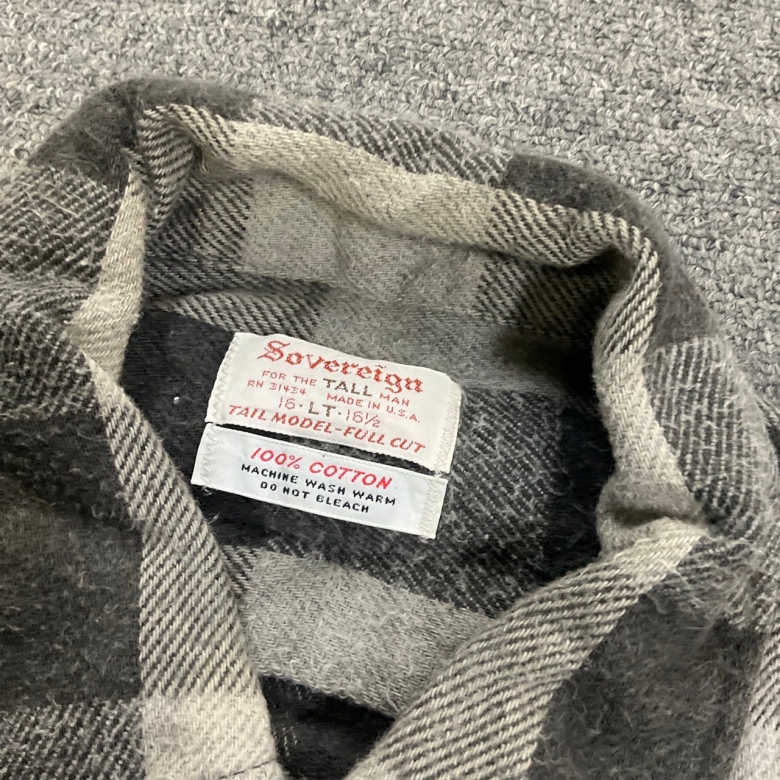 Sovereign
FOR THE TALL MAN
RN 31434 MADE IN U.S.A.
16 · LT · 16½
TAIL MODEL-FULL CUT
100% COTTON
MACHINE WASH WARM
DO NOT BLEACH